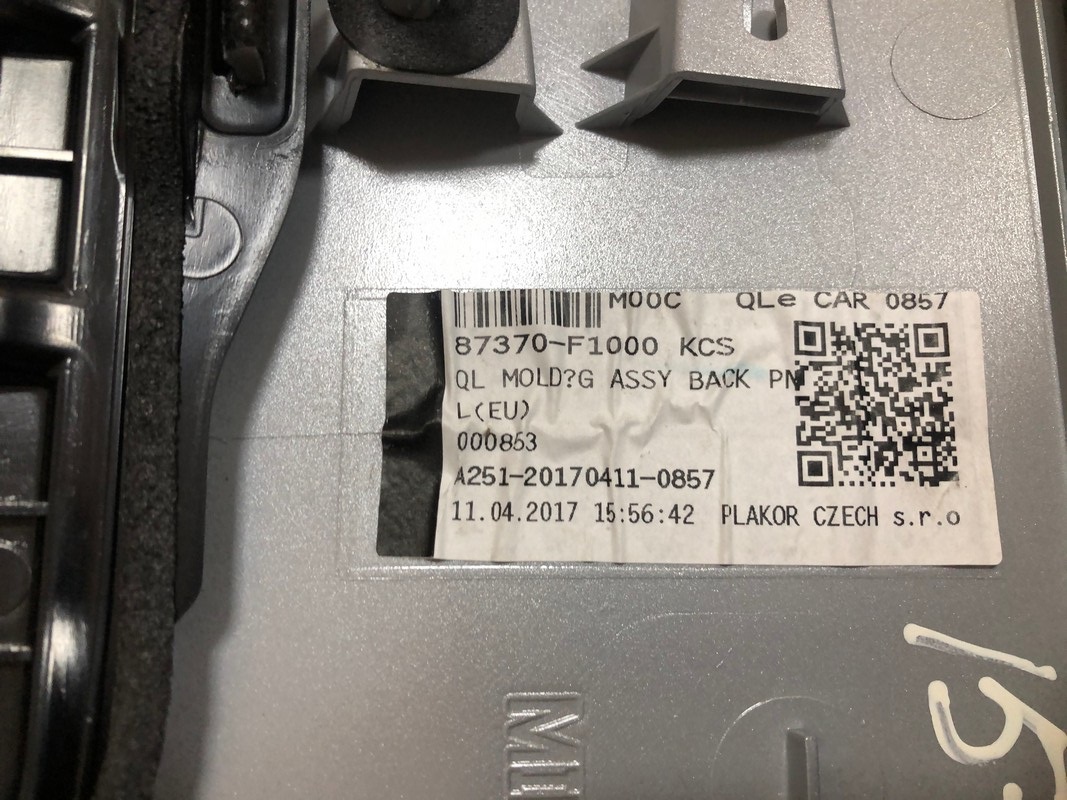 M00C QLe CAR 0857
87370-F1000 KCS
QL MOLD?G ASSY BACK PN
L(EU)
000853
A251-20170411-0857
11.04.2017 15:56:42 PLAKOR CZECH s.r.o